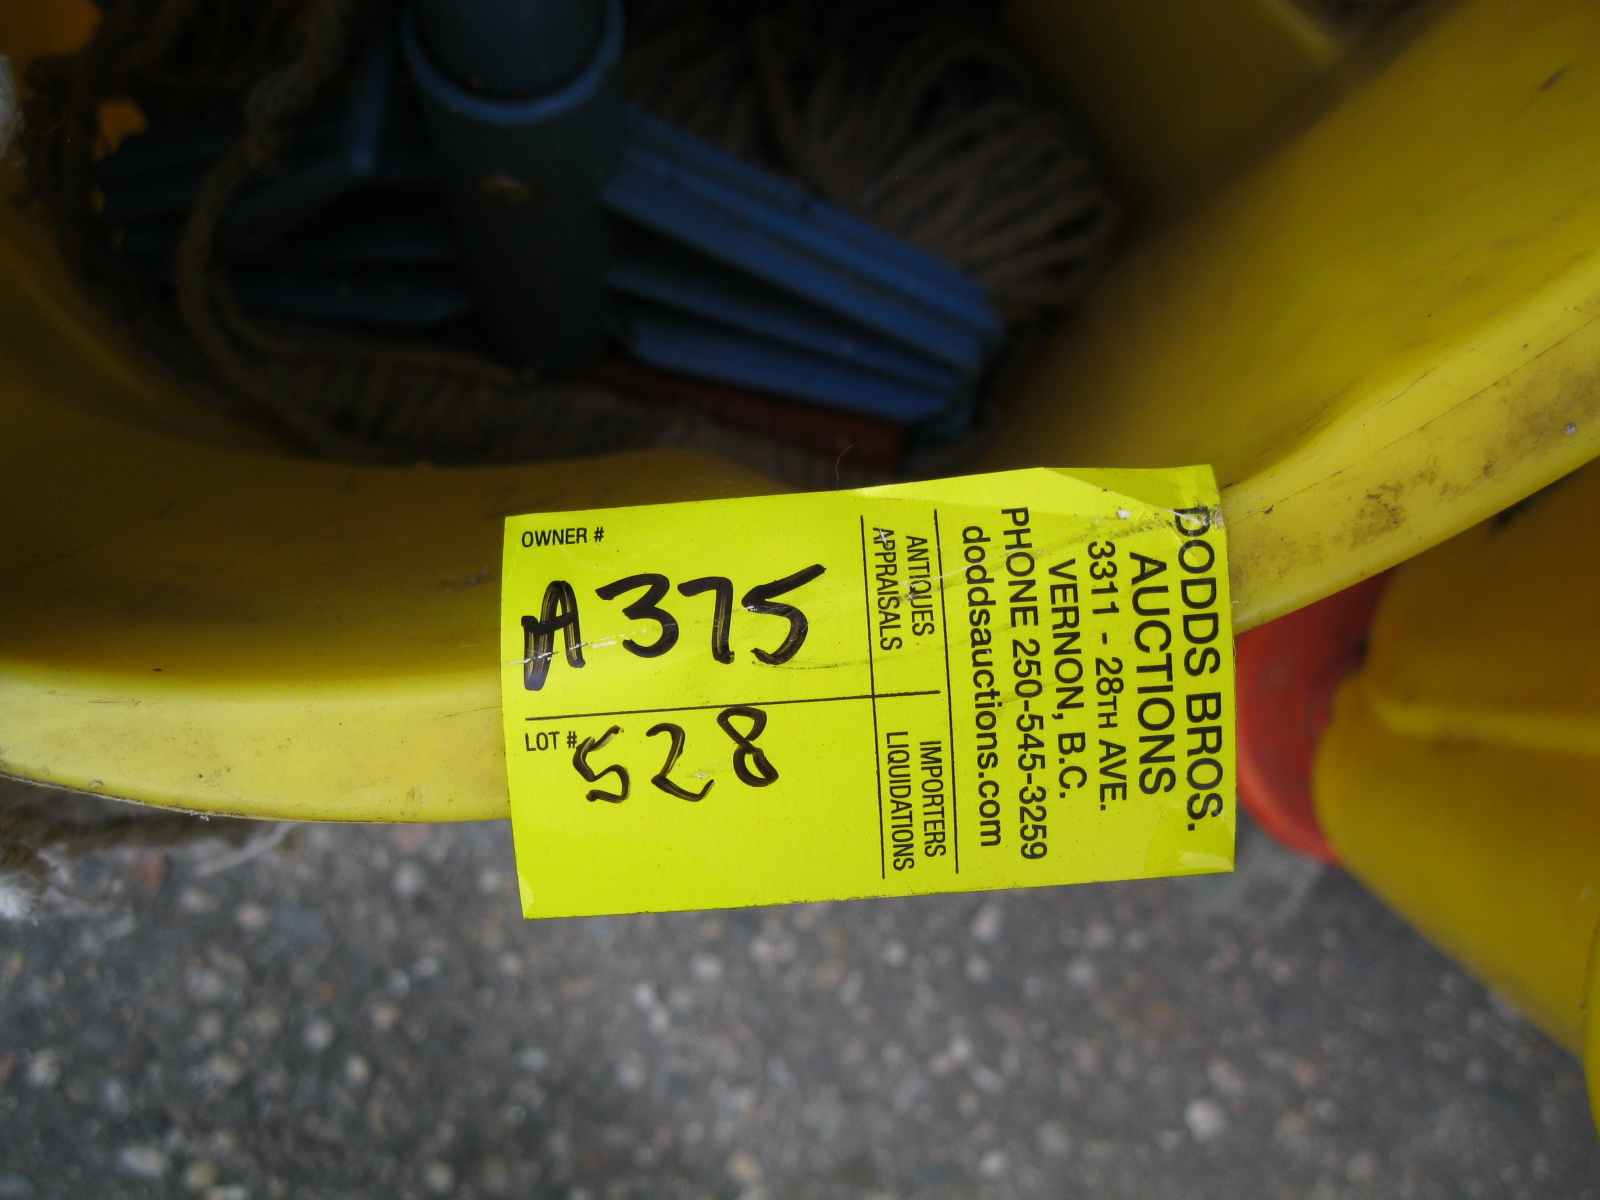 DODDS BROS.
AUCTIONS
3311 - 28TH AVE.
VERNON, B.C.
PHONE 250-545-3259
doddsauctions.com
ANTIQUES
APPRAISALS
IMPORTERS
LIQUIDATIONS
OWNER #
A375
LOT # 528